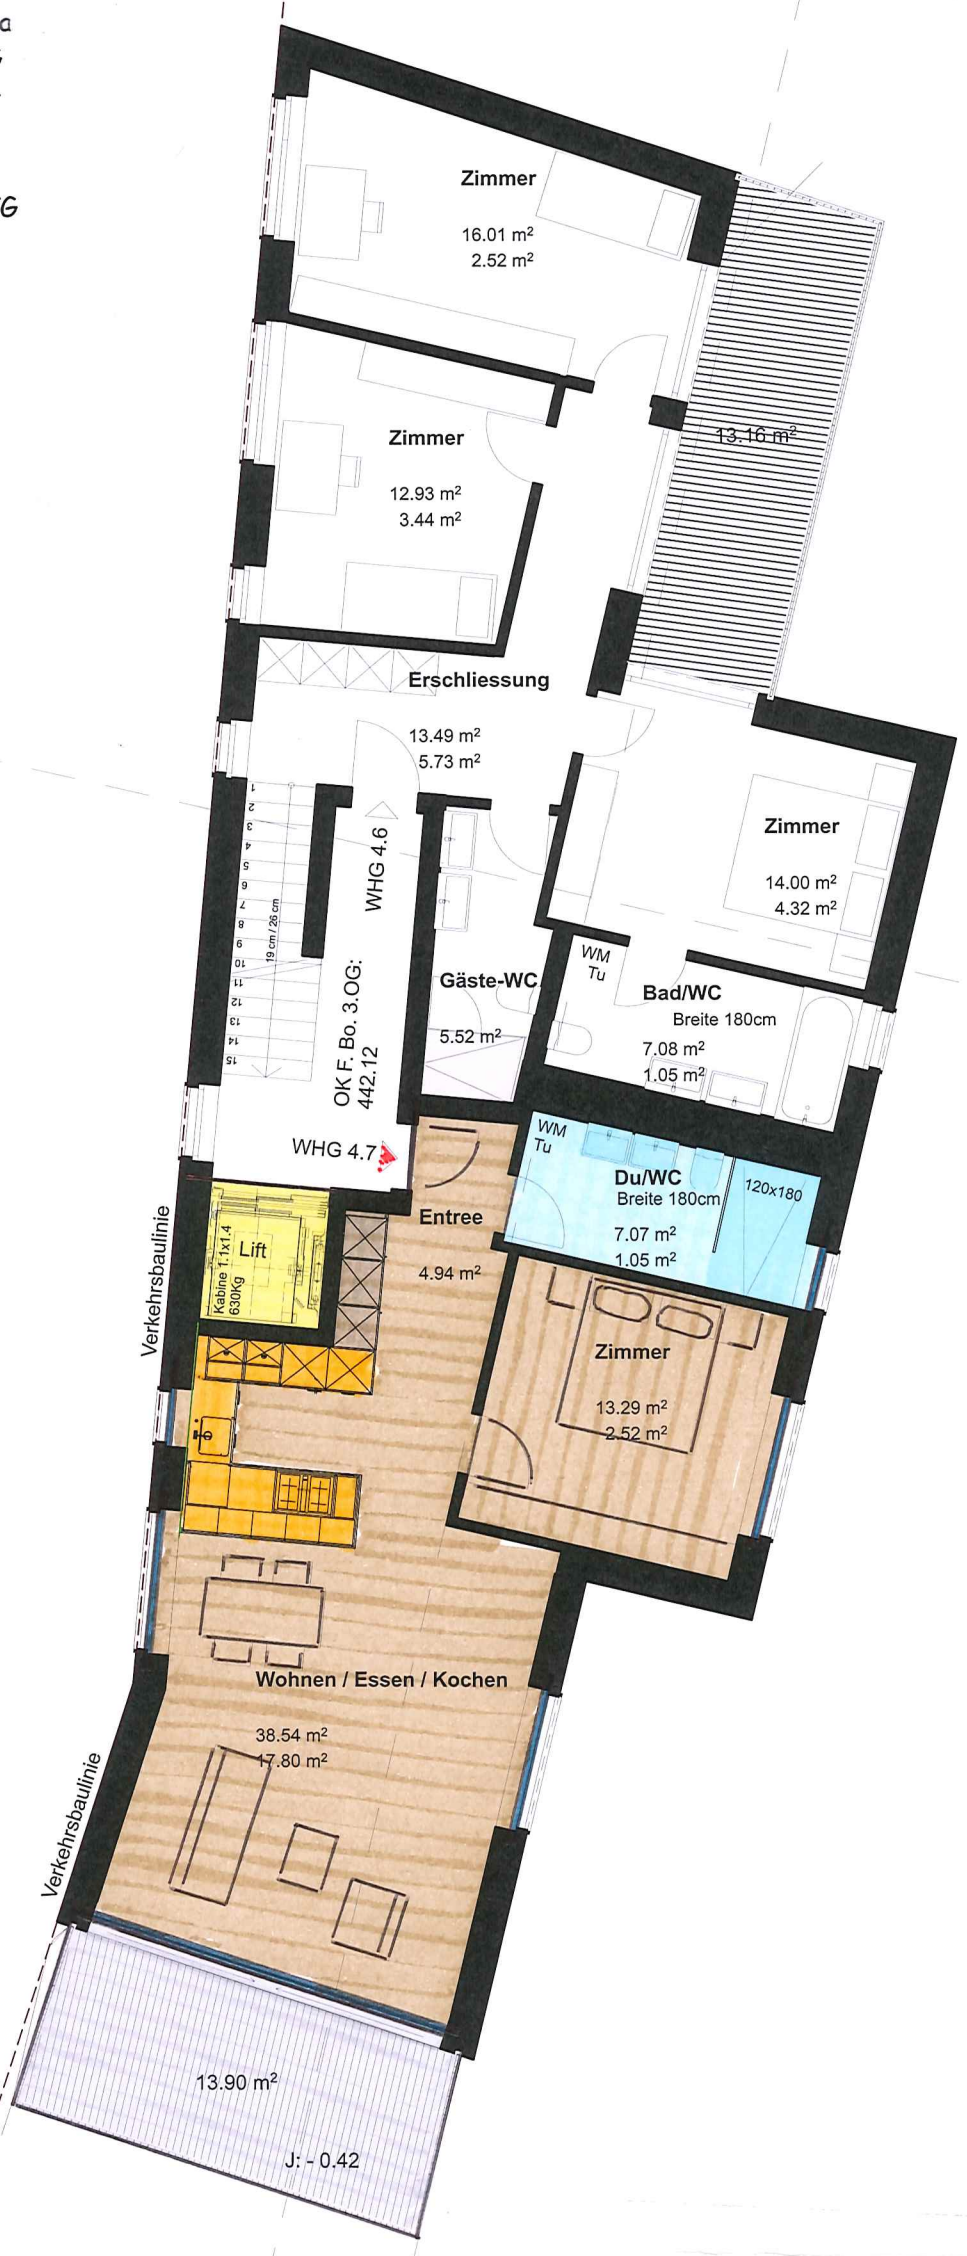 a
G
Zimmer
16.01 m²
2.52 m²
13.16 m²
Zimmer
12.93 m²
3.44 m²
Erschliessung
13.49 m²
5.73 m²
1
2
3
4
5
6
7
8
9
10
11
12
13
14
15
19 cm / 26 cm
WHG 4.6
OK F. Bo. 3.OG:
442.12
Zimmer
14.00 m²
4.32 m²
WM
Tu
Gäste-WC
5.52 m²
Bad/WC
Breite 180cm
7.08 m²
1.05 m²
WHG 4.7
WM
Tu
Du/WC
Breite 180cm
7.07 m²
1.05 m²
120x180
Verkehrsbaulinie
Lift
Kabine 1.1x1.4
630Kg
Entree
4.94 m²
Zimmer
13.29 m²
2.52 m²
Wohnen / Essen / Kochen
38.54 m²
17.80 m²
Verkehrsbaulinie
13.90 m²
J: - 0.42